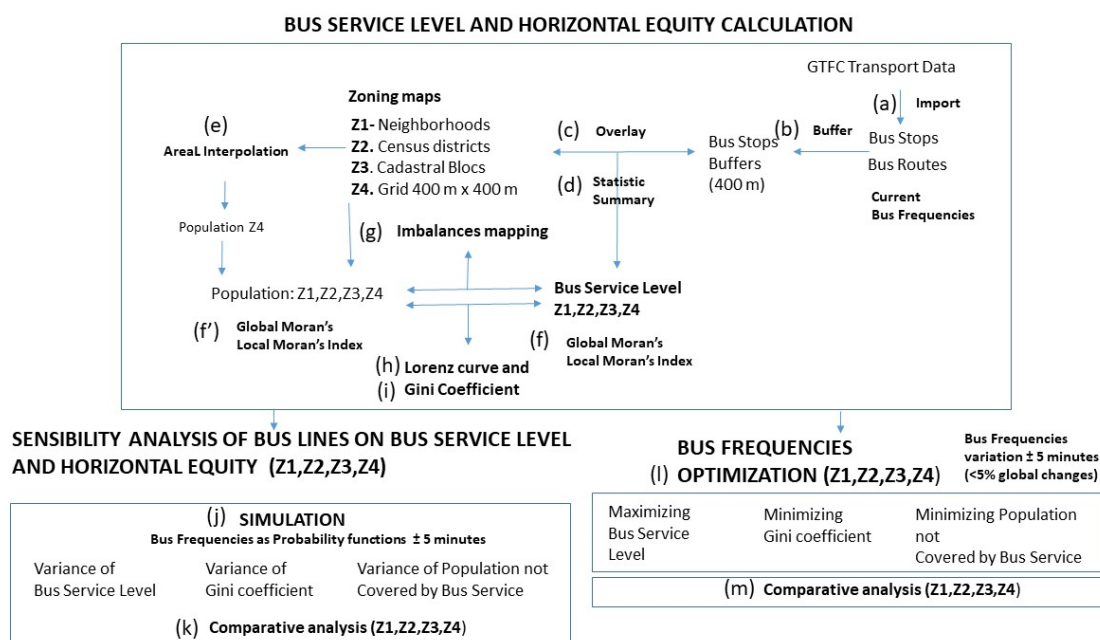 BUS SERVICE LEVEL AND HORIZONTAL EQUITY CALCULATION
GTFC Transport Data
(a) Import
Zoning maps
Z1- Neighborhoods
Z2. Census districts
Z3. Cadastral Blocs
Z4. Grid 400 m x 400 m
(e)
AreaL Interpolation
(c) Overlay
(d) Statistic
Summary
(b) Buffer
Bus Stops
Buffers
(400 m)
Bus Stops
Bus Routes
Current
Bus Frequencies
Population Z4
(g) Imbalances mapping
Population: Z1,Z2,Z3,Z4
Bus Service Level
Z1,Z2,Z3,Z4
(f') Global Moran's
Local Moran's Index
(f) Global Moran's
Local Moran's Index
(h) Lorenz curve and
(i) Gini Coefficient
SENSIBILITY ANALYSIS OF BUS LINES ON BUS SERVICE LEVEL
AND HORIZONTAL EQUITY (Z1,Z2,Z3,Z4)
(j) SIMULATION
Bus Frequencies as Probability functions ± 5 minutes
Variance of
Bus Service Level
Variance of
Gini coefficient
Variance of Population not
Covered by Bus Service
(k) Comparative analysis (Z1,Z2,Z3,Z4)
BUS FREQUENCIES
(l) OPTIMIZATION (Z1,Z2,Z3,Z4)
Bus Frequencies
variation ± 5 minutes
(<5% global changes)
Maximizing
Bus Service
Level
Minimizing
Gini coefficient
Minimizing Population
not
Covered by Bus Service
(m) Comparative analysis (Z1,Z2,Z3,Z4)